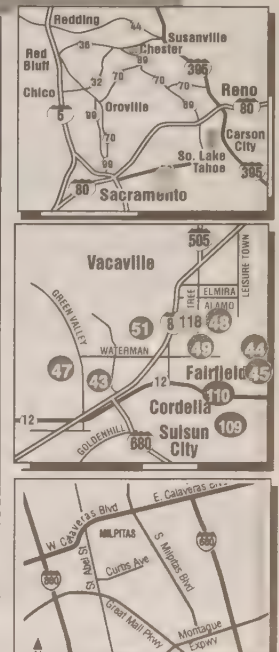 Redding
44
Susanville
36
Chester
Red
Bluff
89
395
32
70
70
Reno
80
Chico
Oroville
5
89
70
Carson
City
99
So. Lake
Tahoe
80
395
Sacramento
505
Vacaville
LEISURE TOWN
GREEN VALLEY
TREE
ELMIRA
ALAMO
51
8
118
48
WATERMAN
49
44
47
43
12
Fairfield
45
110
Cordelia
12
109
GOLDENHILL
680
Suisun
City
E. Calaveras Blvd
W. Calaveras Blvd
MILPITAS
680
880
St. Abel St
Curtis Ave
S. Milpitas Blvd
Great Mall Pkwy
Montague
Expwy